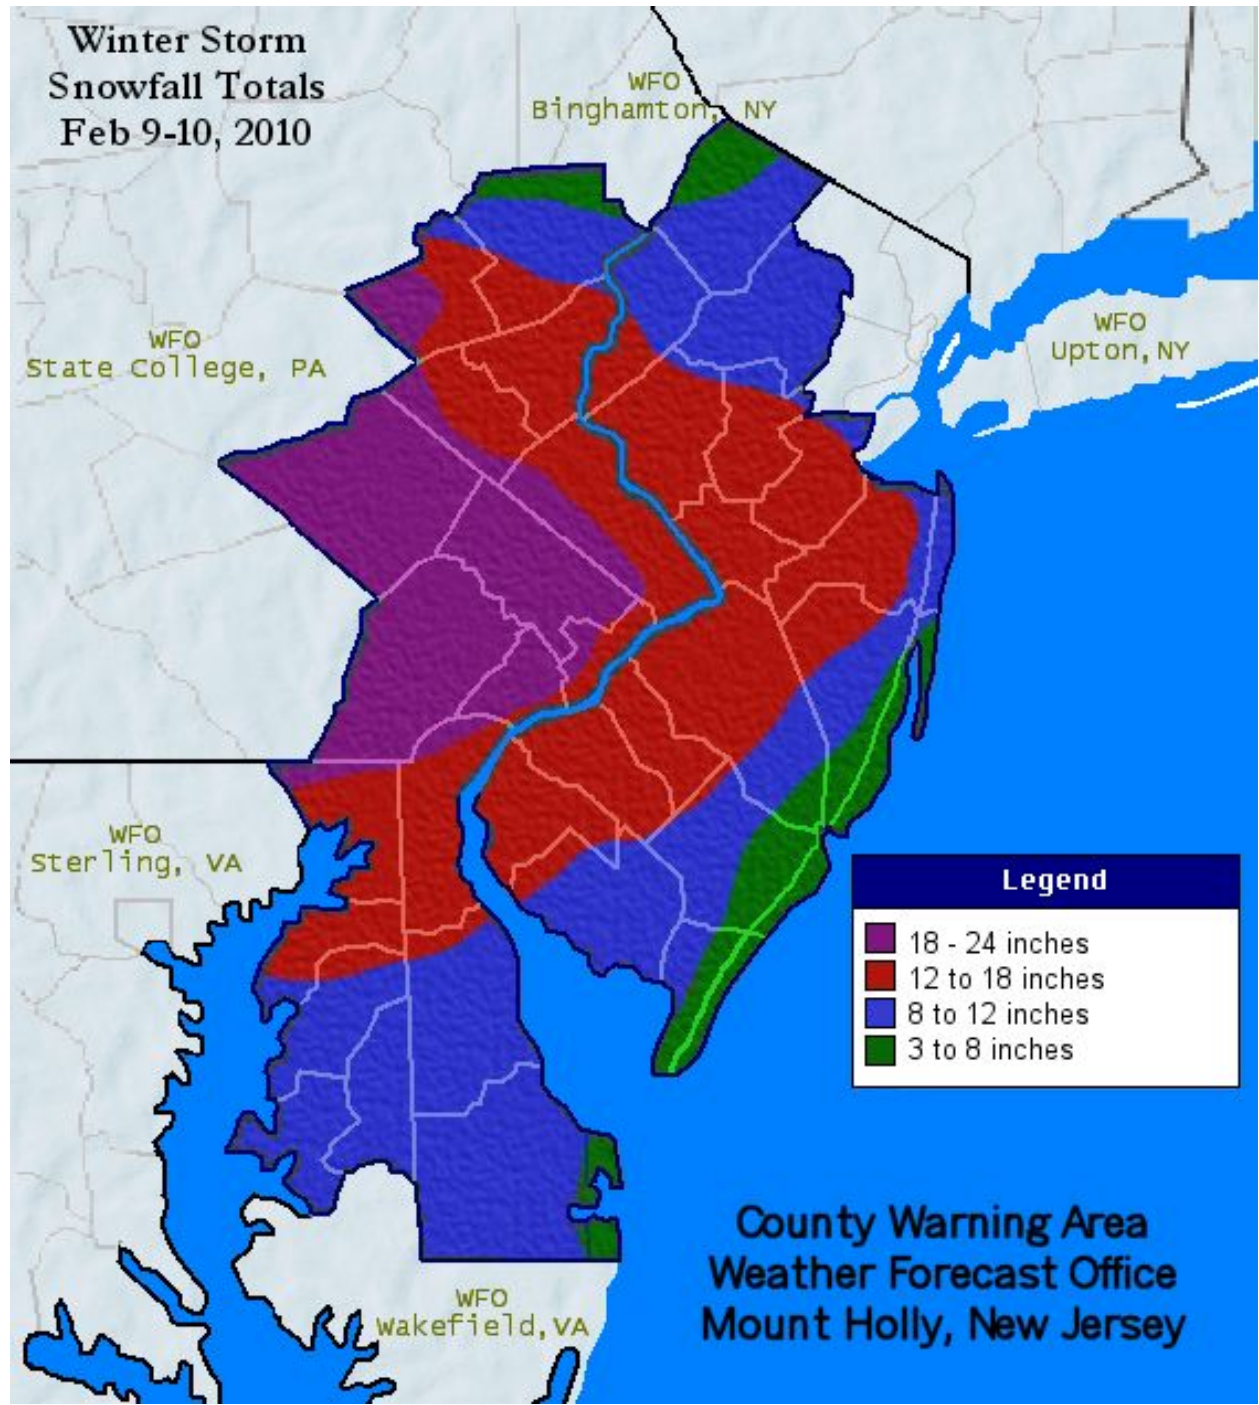 Winter Storm
Snowfall Totals
Feb 9-10, 2010
WFO
Binghamton, NY
WFO
Upton, NY
WFO
State College, PA
WFO
Sterling, VA
Legend
18 - 24 inches
12 to 18 inches
8 to 12 inches
3 to 8 inches
County Warning Area
Weather Forecast Office
Mount Holly, New Jersey
WFO
Wakefield, VA